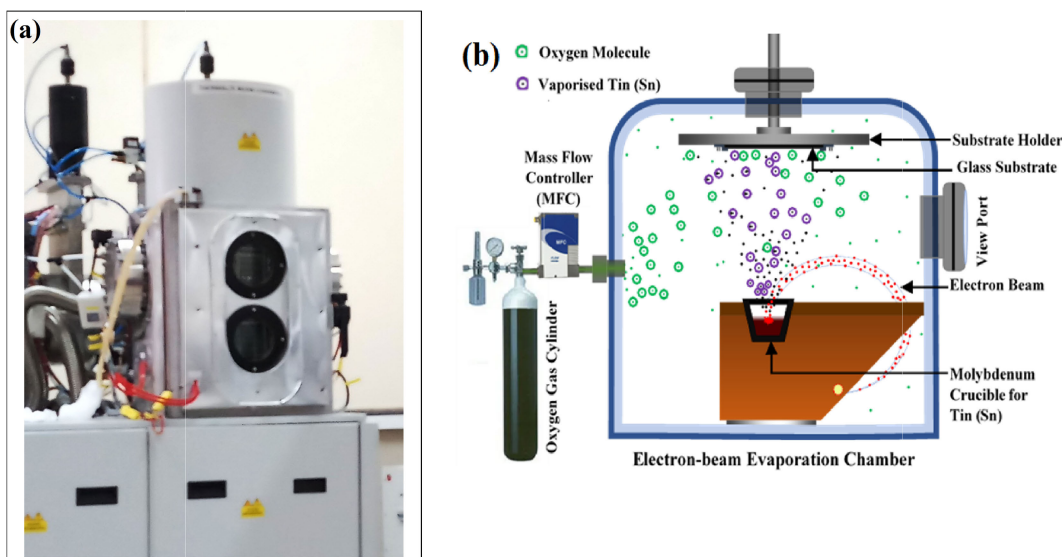 (a)
(b)
Oxygen Molecule
Vaporised Tin (Sn)
Mass Flow
Controller
(MFC)
MFC
Substrate Holder
Glass Substrate
View Port
Electron Beam
Oxygen Gas Cylinder
Molybdenum
Crucible for
Tin (Sn)
Electron-beam Evaporation Chamber